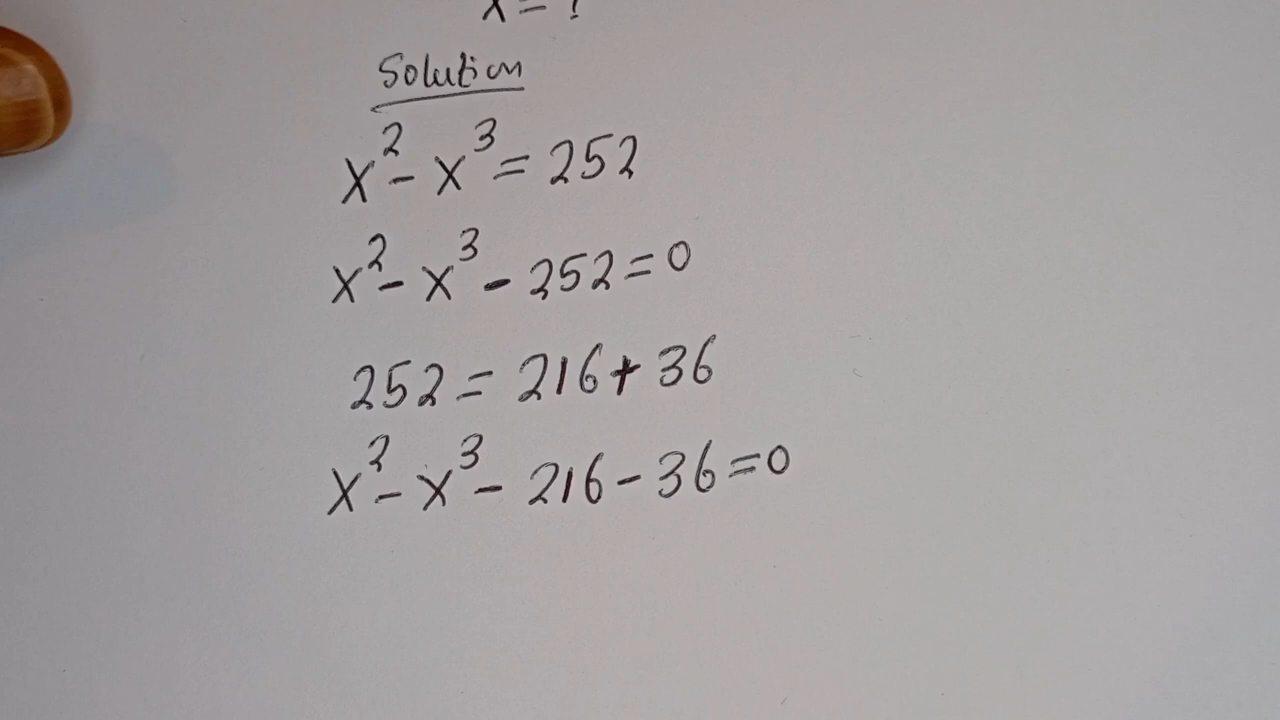 x = ?
Solution
x² - x³ = 252
x² - x³ - 252 = 0
252 = 216 + 36
x² - x³ - 216 - 36 = 0